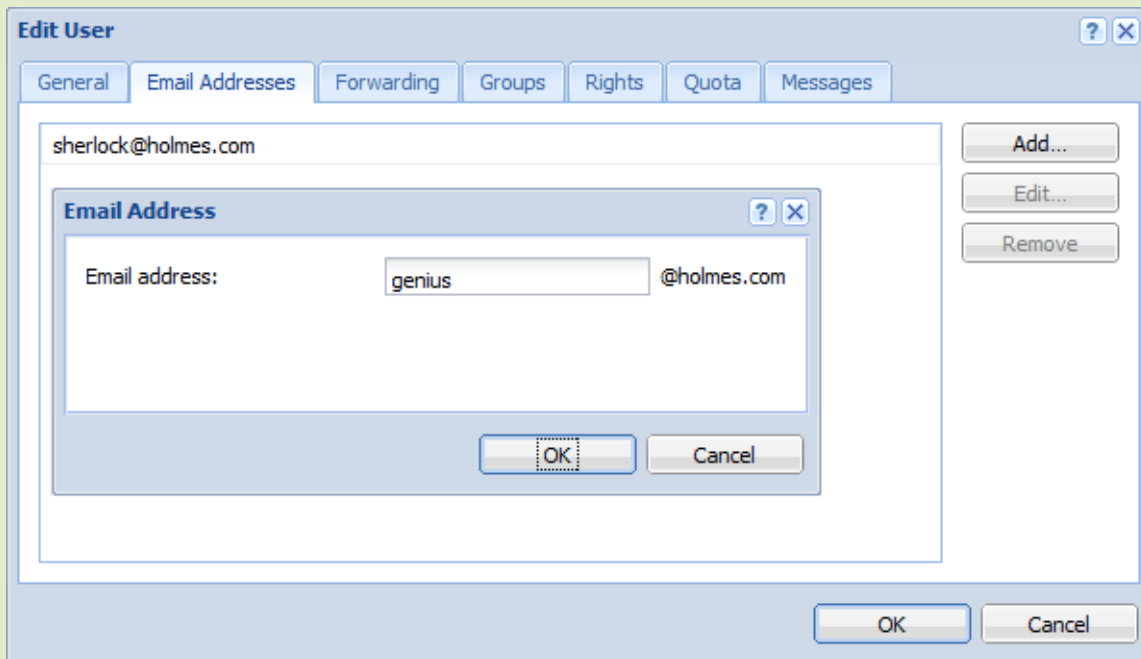 Edit User
General Email Addresses Forwarding Groups Rights Quota Messages
sherlock@holmes.com
Add...
Edit...
Remove
Email Address
Email address: genius @holmes.com
OK Cancel
OK Cancel